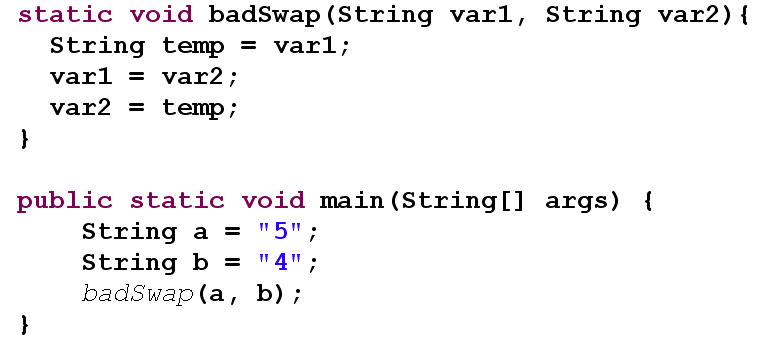 static void badSwap(String var1, String var2){
  String temp = var1;
  var1 = var2;
  var2 = temp;
}

public static void main(String[] args) {
    String a = "5";
    String b = "4";
    badSwap(a, b);
}